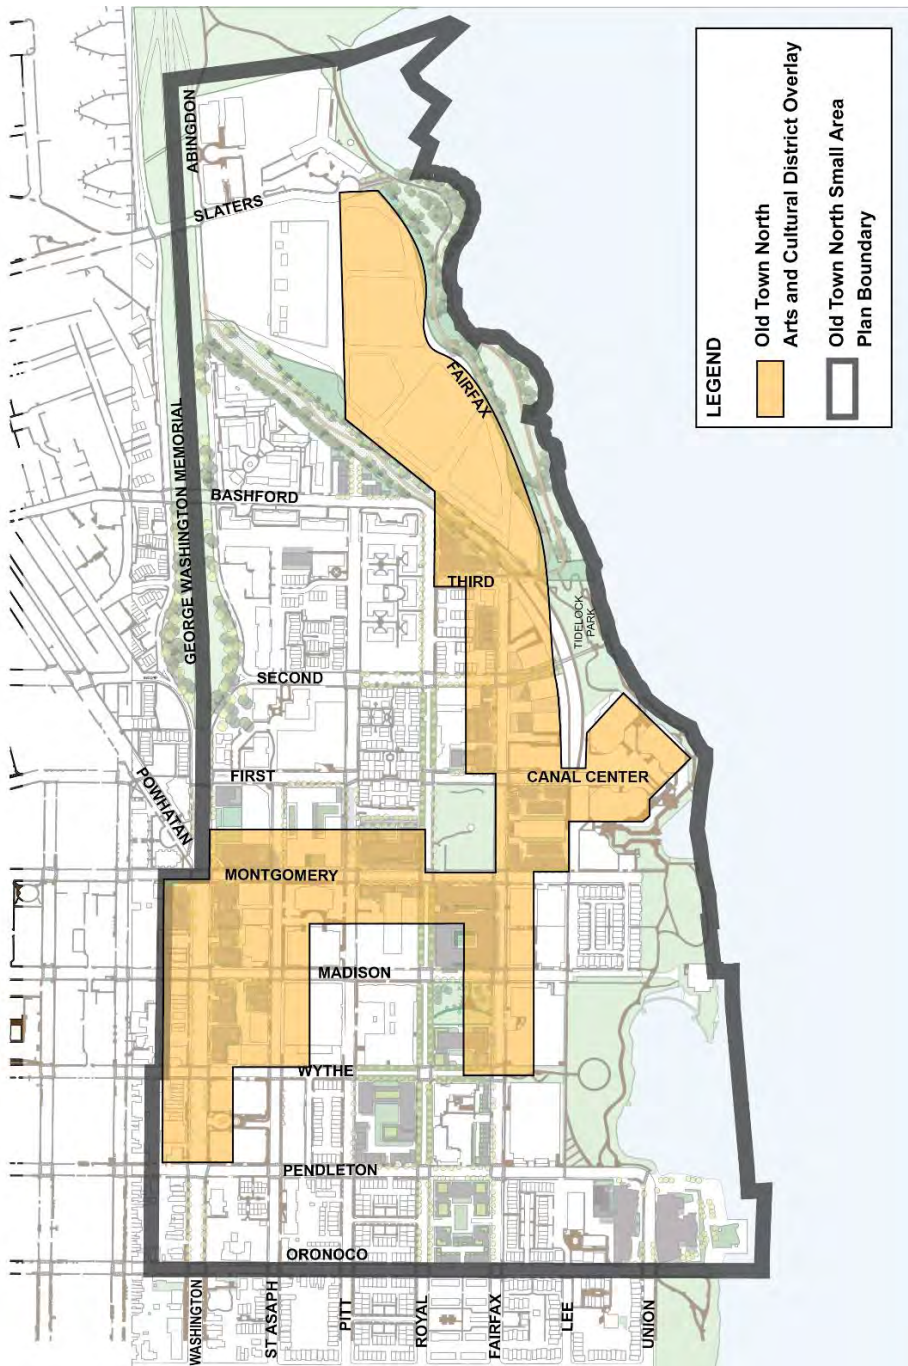 ABINGDON
SLATERS
GEORGE WASHINGTON MEMORIAL
FAIRFAX
BASHFORD
THIRD
TIDELOCK
PARK
SECOND
POWHATAN
FIRST
CANAL CENTER
MONTGOMERY
MADISON
WYTHE
PENDLETON
ORONOCO
WASHINGTON
ST ASAPH
PITT
ROYAL
FAIRFAX
LEE
UNION
LEGEND
Old Town North
Arts and Cultural District Overlay
Old Town North Small Area
Plan Boundary